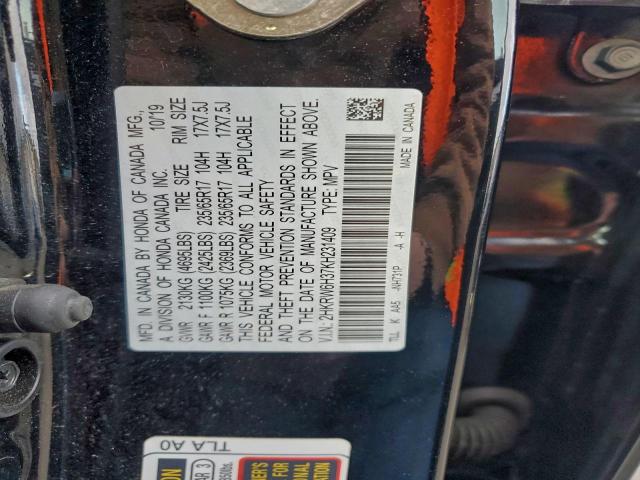 MFD. IN CANADA BY HONDA OF CANADA MFG.,
A DIVISION OF HONDA CANADA INC. 10/19
GVWR 2130KG (4695LBS) TIRE SIZE RIM SIZE
GAWR F 1100KG (2425LBS) 235/65R17 104H 17X7.5J
GAWR R 1075KG (2369LBS) 235/65R17 104H 17X7.5J
THIS VEHICLE CONFORMS TO ALL APPLICABLE
FEDERAL MOTOR VEHICLE SAFETY
AND THEFT PREVENTION STANDARDS IN EFFECT
ON THE DATE OF MANUFACTURE SHOWN ABOVE.
V.I.N.: 2HKRW6H37KH231409 TYPE: MPV
TLL K AA5 -NH731P -A -H MADE IN CANADA
TLA A0